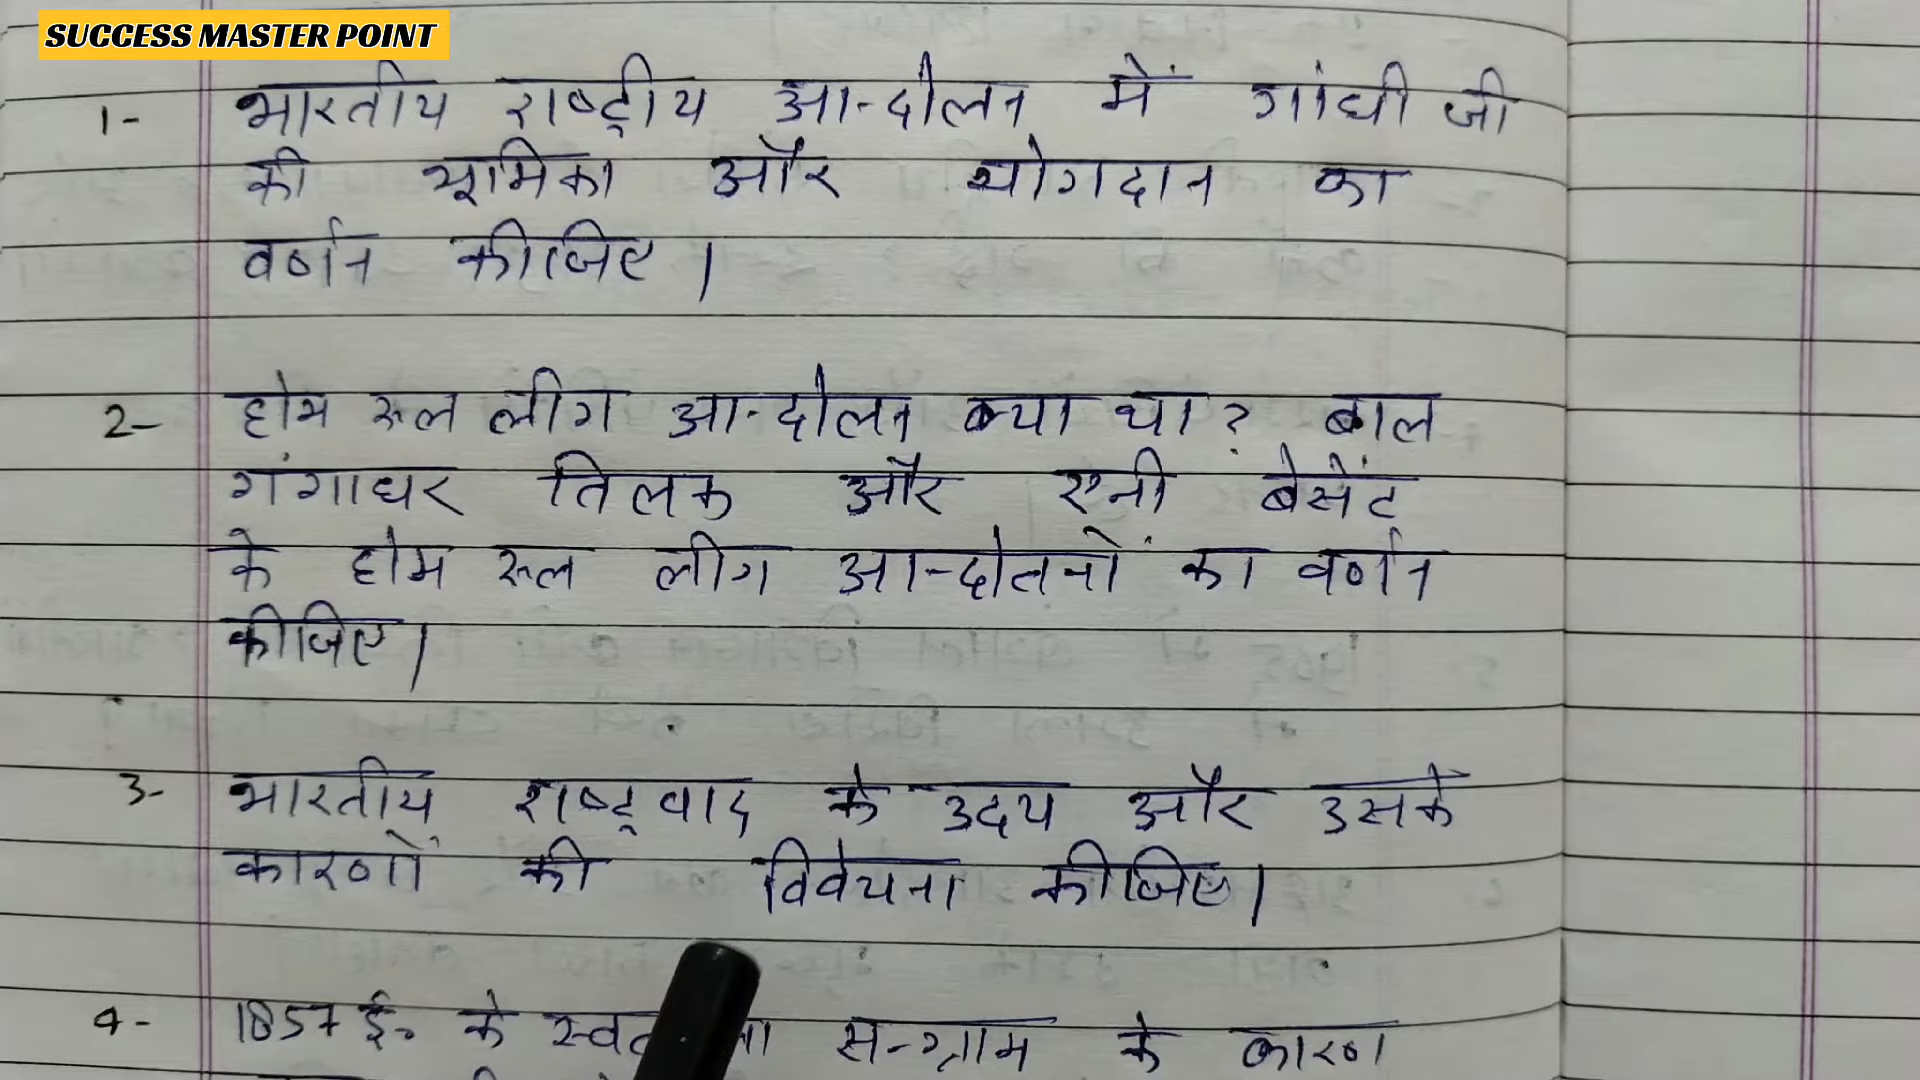 SUCCESS MASTER POINT
1- भारतीय राष्ट्रीय आन्दोलन में गांधी जी
की भूमिका और योगदान का
वर्णन कीजिए।
2- होम रूल लीग आन्दोलन क्या था? बाल
गंगाधर तिलक और एनी बेसेंट
के होम रूल लीग आन्दोलनों का वर्णन
कीजिए।
3- भारतीय राष्ट्रवाद के उदय और उसके
कारणों की विवेचना कीजिए।
4- 1857 ई० के सन्ग्राम के कारण